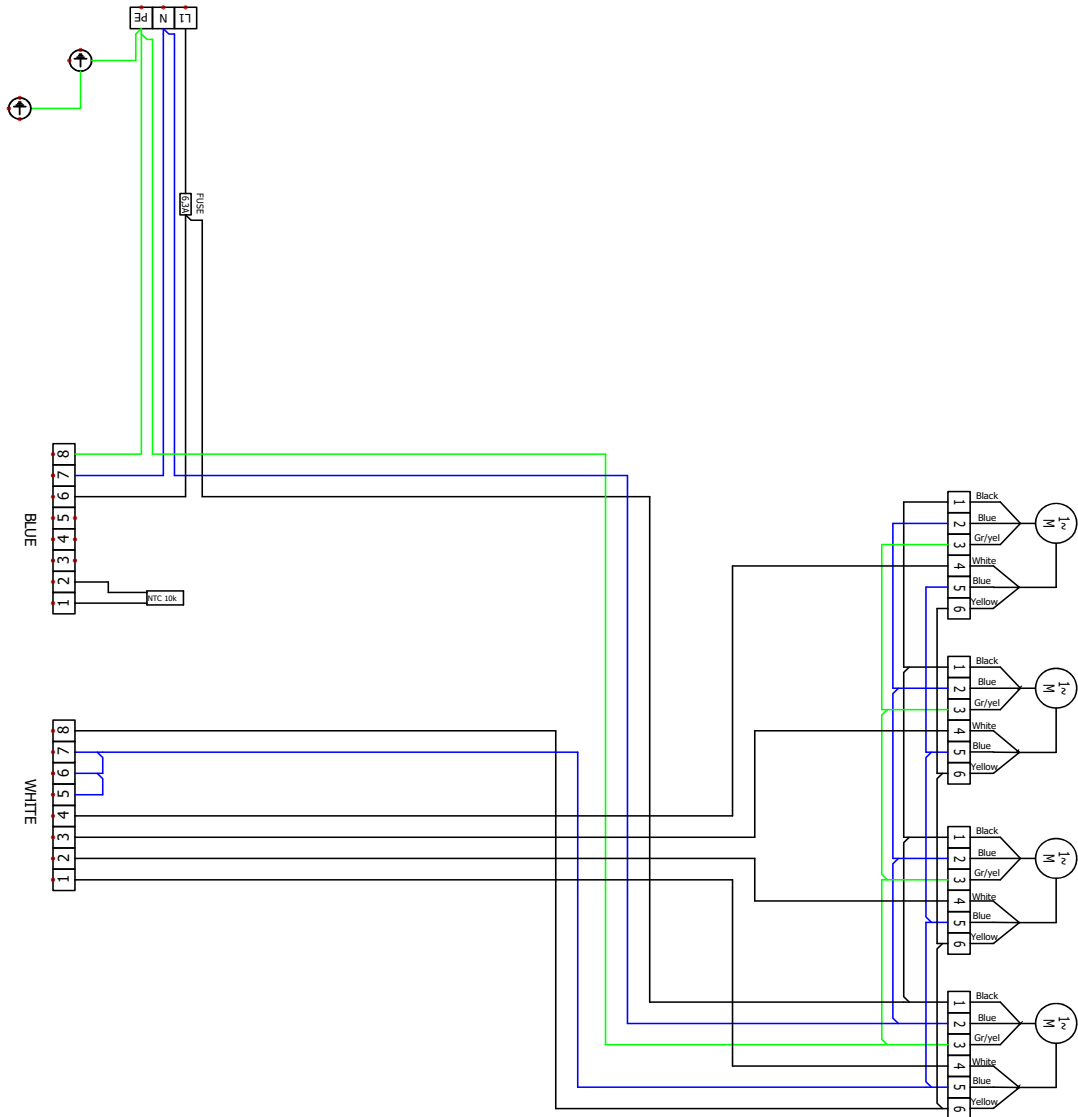 PE N L1
FUSE
6,3A
8
7
6
5
4
3
2
1
BLUE
NTC 10k
8
7
6
5
4
3
2
1
WHITE
1 Black
2 Blue
3 Gr/yel
4 White
5 Blue
6 Yellow
1~
M
1 Black
2 Blue
3 Gr/yel
4 White
5 Blue
6 Yellow
1~
M
1 Black
2 Blue
3 Gr/yel
4 White
5 Blue
6 Yellow
1~
M
1 Black
2 Blue
3 Gr/yel
4 White
5 Blue
6 Yellow
1~
M